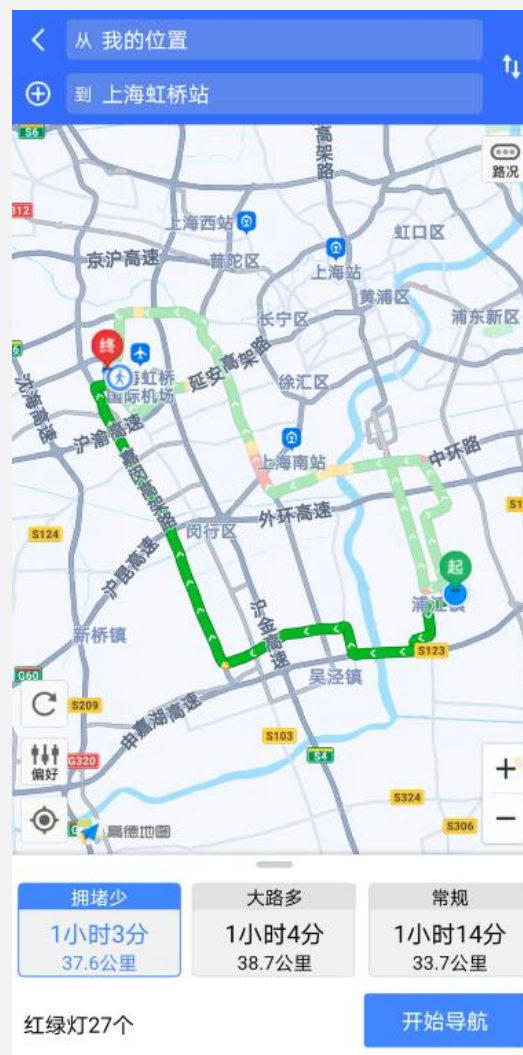 从 我的位置
到 上海虹桥站
S6
高架路
路况
312
上海西站
虹口区
京沪高速
普陀区
上海站
黄浦区
长宁区
浦东新区
终
虹桥
国际机场
延安高架路
徐汇区
沈海高速
沪渝高速
嘉闵高架路
上海南站
中环路
外环高速
S124
闵行区
沪昆高速
起
浦江镇
新桥镇
沪金高速
S123
G60
吴泾镇
S209
申嘉湖高速
S103
S4
偏好
G320
S324
S306
高德地图
拥堵少
大路多
常规
1小时3分
1小时4分
1小时14分
37.6公里
38.7公里
33.7公里
红绿灯27个
开始导航